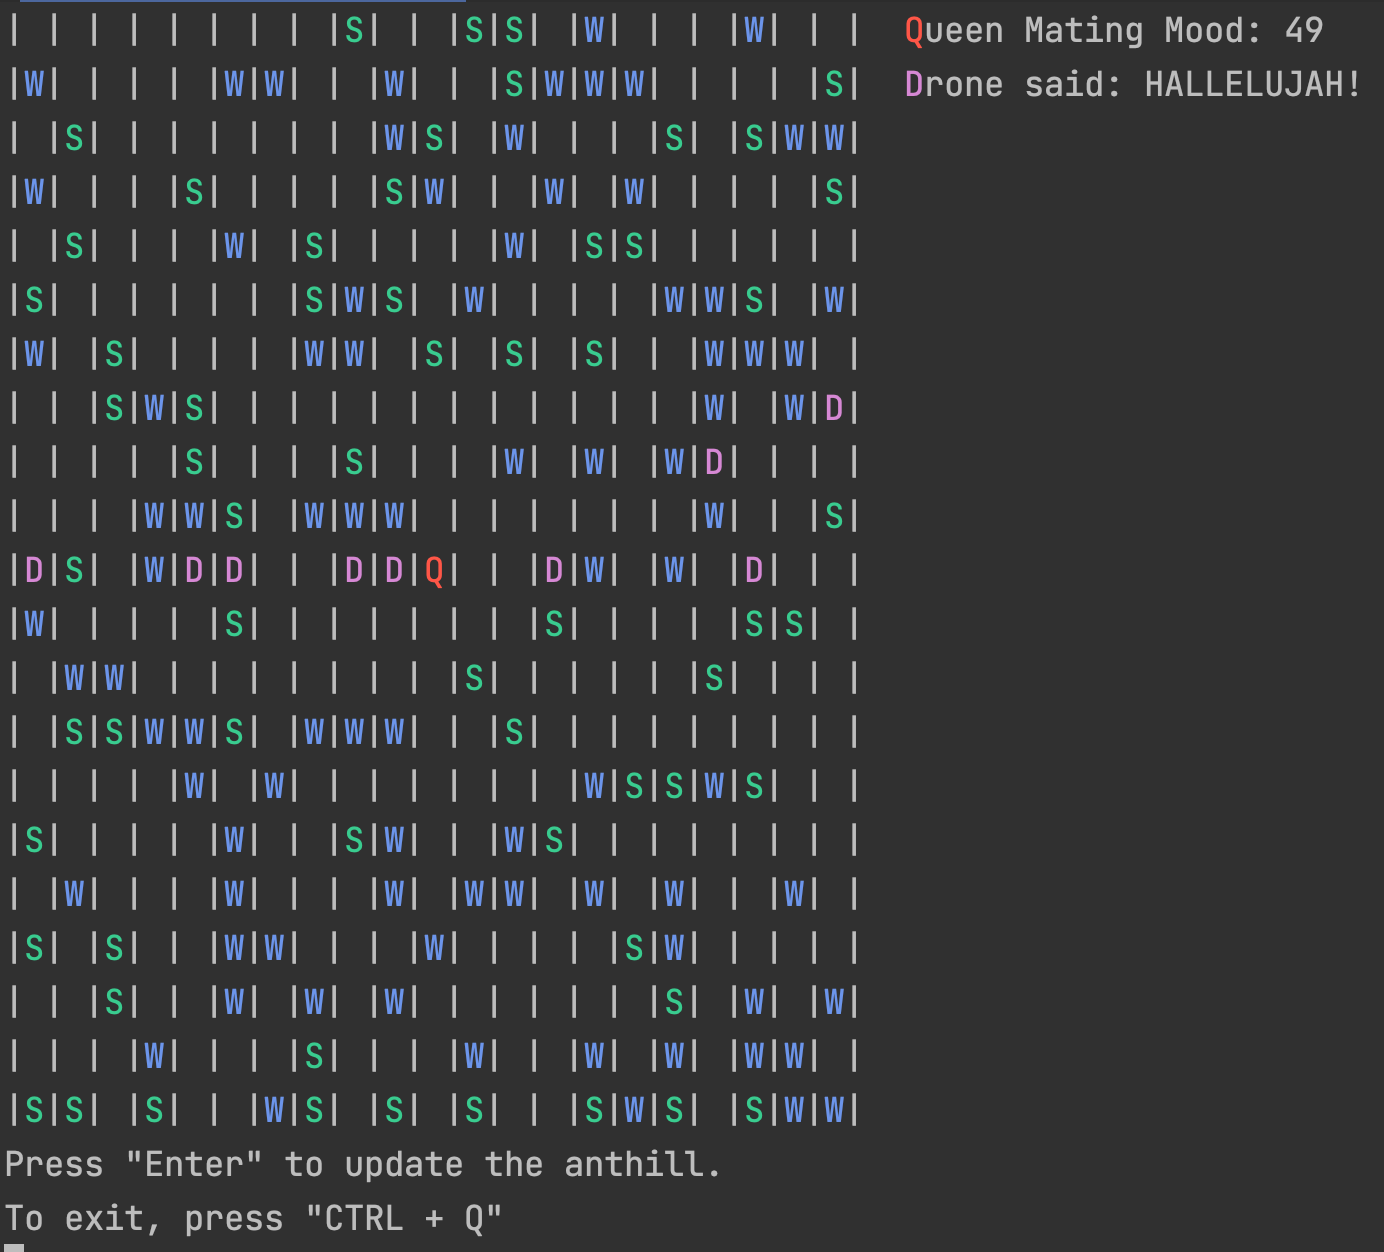 | | | | | | | | |S| | |S|S| |W| | | |W| | | Queen Mating Mood: 49
|W| | | | |W|W| | |W| | |S|W|W|W| | | | |S| Drone said: HALLELUJAH!
| |S| | | | | | | |W|S| |W| | | |S| |S|W|W|
|W| | | |S| | | | |S|W| | |W| |W| | | | |S|
| |S| | | |W| |S| | | | |W| |S|S| | | | | |
|S| | | | | | |S|W|S| |W| | | | |W|W|S| |W|
|W| |S| | | | |W|W| |S| |S| |S| | |W|W|W| |
| | |S|W|S| | | | | | | | | | | | |W| |W|D|
| | | | |S| | | |S| | | |W| |W| |W|D| | | |
| | | |W|W|S| |W|W|W| | | | | | | |W| | |S|
|D|S| |W|D|D| | |D|D|Q| | |D|W| |W| |D| | |
|W| | | | |S| | | | | | | |S| | | | |S|S| |
| |W|W| | | | | | | | |S| | | | | |S| | | |
| |S|S|W|W|S| |W|W|W| | |S| | | | | | | | |
| | | | |W| |W| | | | | | | |W|S|S|W|S| | |
|S| | | | |W| | |S|W| | |W|S| | | | | | | |
| |W| | | |W| | | |W| |W|W| |W| |W| | |W| |
|S| |S| | |W|W| | | |W| | | | |S|W| | | | |
| | |S| | |W| |W| |W| | | | | | |S| |W| |W|
| | | |W| | | |S| | | |W| | |W| |W| |W|W| |
|S|S| |S| | |W|S| |S| |S| | |S|W|S| |S|W|W|
Press "Enter" to update the anthill.
To exit, press "CTRL + Q"